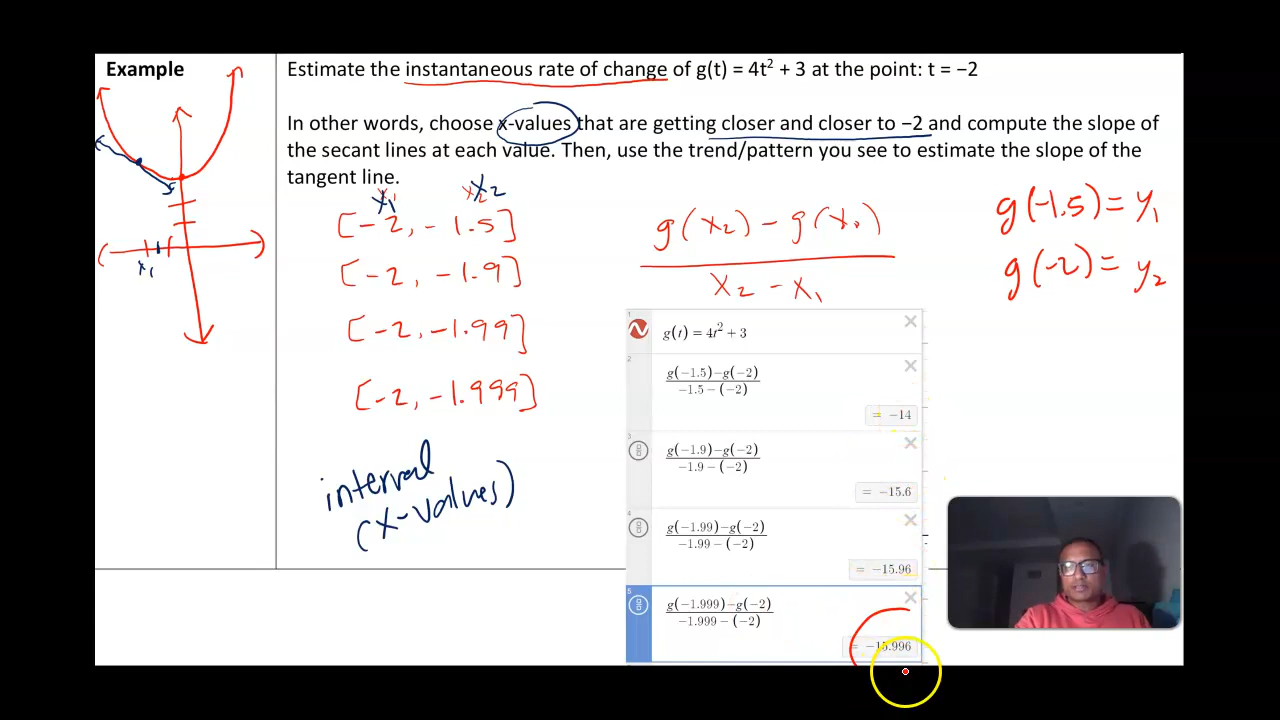 Example
Estimate the instantaneous rate of change of g(t) = 4t² + 3 at the point: t = −2
In other words, choose x-values that are getting closer and closer to −2 and compute the slope of
the secant lines at each value. Then, use the trend/pattern you see to estimate the slope of the
tangent line.
x₁ x₂
[-2, -1.5]
[-2, -1.9]
[-2, -1.99]
[-2, -1.999]
interval
(x-values)
x₁
g(x₂) - g(x₁)
x₂ - x₁
g(-1.5) = y₁
g(-2) = y₂
1
g(t) = 4t² + 3
2
g(−1.5)−g(−2)
−1.5−(−2)
= −14
3
g(−1.9)−g(−2)
−1.9−(−2)
= −15.6
4
g(−1.99)−g(−2)
−1.99−(−2)
= −15.96
5
g(−1.999)−g(−2)
−1.999−(−2)
= −15.996